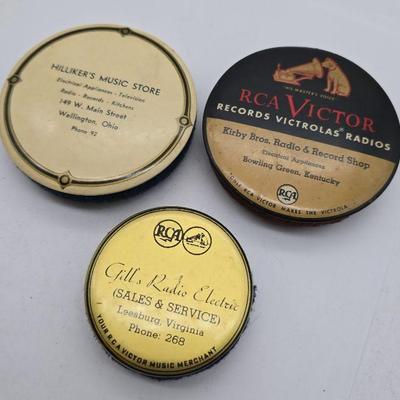 HILLIKER'S MUSIC STORE
Electrical Appliances - Television
Radio - Records - Kitchens
149 W. Main Street
Wellington, Ohio
Phone 92
"HIS MASTER'S VOICE"
RCA VICTOR
RECORDS VICTROLAS® RADIOS
Kirby Bros. Radio & Record Shop
Electrical Appliances
Bowling Green, Kentucky
RCA
ONLY RCA VICTOR MAKES THE VICTROLA
RCA
Gill's Radio Electric
(SALES & SERVICE)
Leesburg, Virginia
Phone: 268
YOUR RCA VICTOR MUSIC MERCHANT